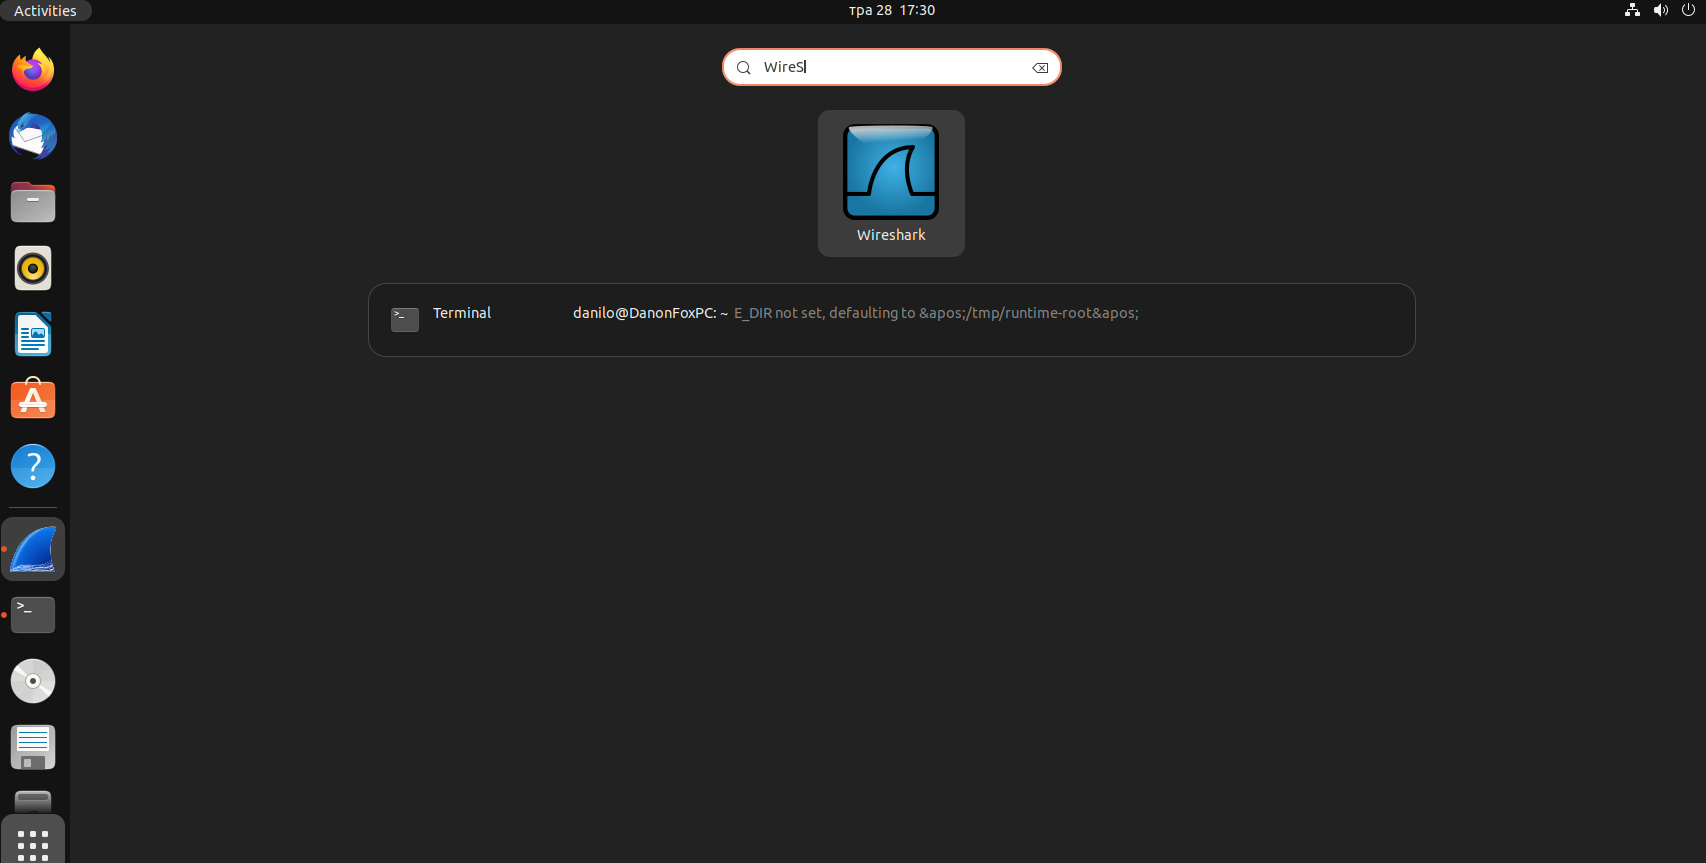 Activities
тра 28 17:30
WireS
Wireshark
Terminal danilo@DanonFoxPC: ~ E_DIR not set, defaulting to &apos;/tmp/runtime-root&apos;
>_